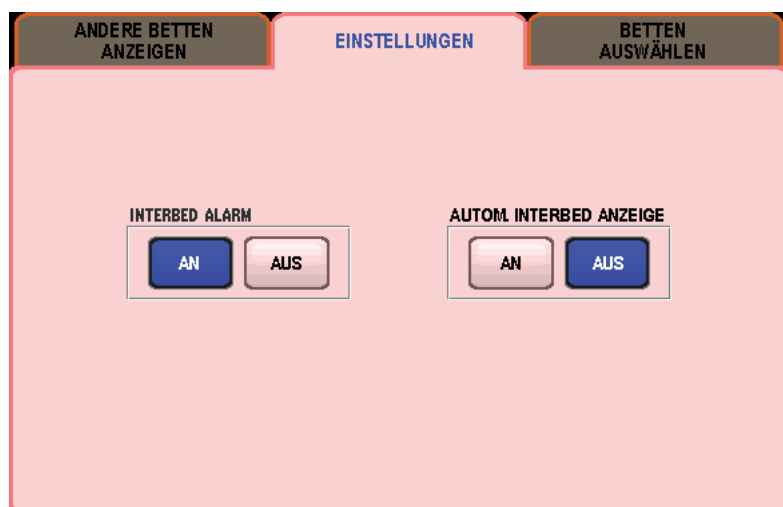 ANDERE BETTEN
ANZEIGEN
EINSTELLUNGEN
BETTEN
AUSWÄHLEN
INTERBED ALARM
AUTOM. INTERBED ANZEIGE
AN
AUS
AN
AUS